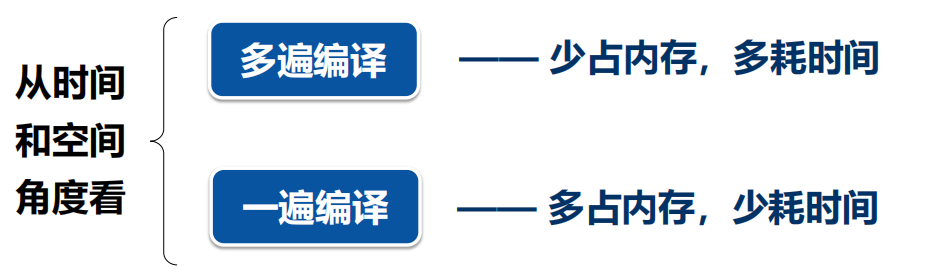 从时间
和空间
角度看
多遍编译 —— 少占内存，多耗时间
一遍编译 —— 多占内存，少耗时间